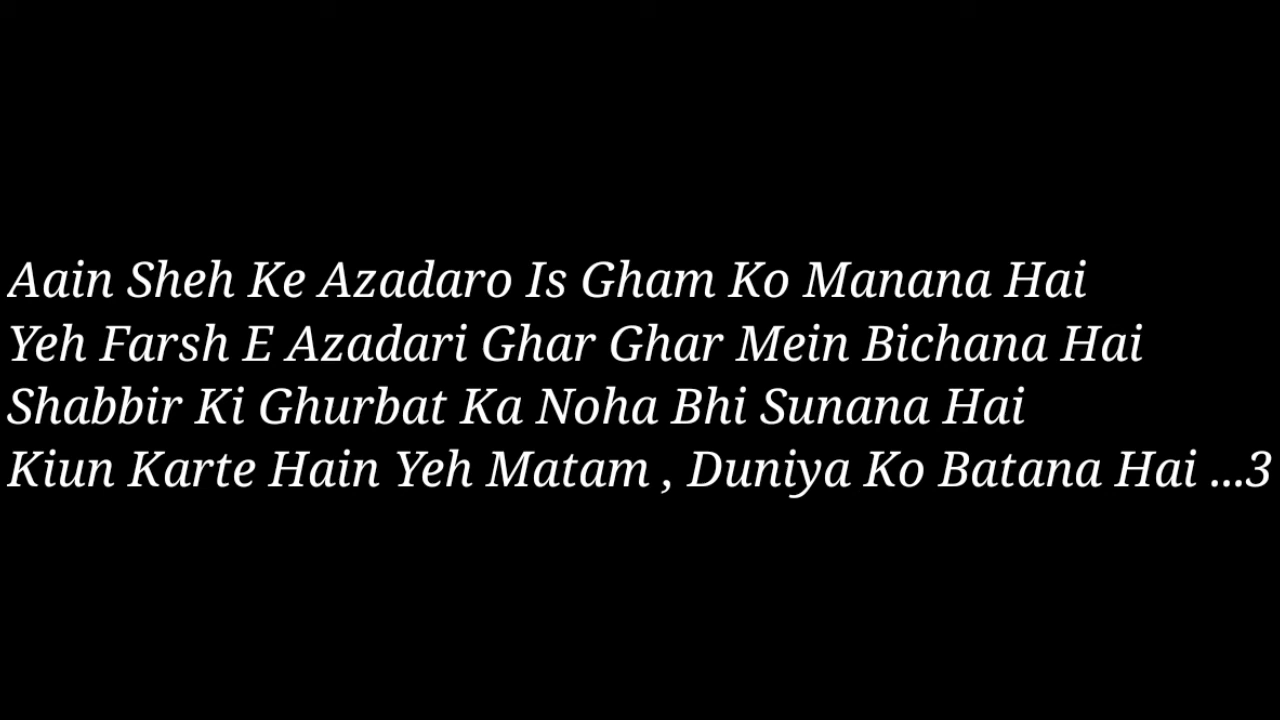 Aain Sheh Ke Azadaro Is Gham Ko Manana Hai
Yeh Farsh E Azadari Ghar Ghar Mein Bichana Hai
Shabbir Ki Ghurbat Ka Noha Bhi Sunana Hai
Kiun Karte Hain Yeh Matam , Duniya Ko Batana Hai ...3